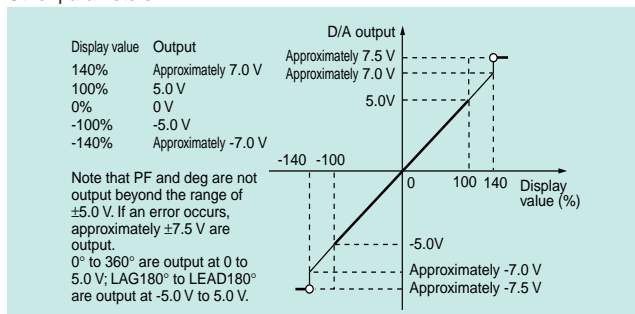 Display value Output
140% Approximately 7.0 V
100% 5.0 V
0% 0 V
-100% -5.0 V
-140% Approximately -7.0 V
Note that PF and deg are not
output beyond the range of
±5.0 V. If an error occurs,
approximately ±7.5 V are
output.
0° to 360° are output at 0 to
5.0 V; LAG180° to LEAD180°
are output at -5.0 V to 5.0 V.
D/A output
Approximately 7.5 V
Approximately 7.0 V
5.0V
-140 -100
0
100 140
Display
value (%)
-5.0V
Approximately -7.0 V
Approximately -7.5 V